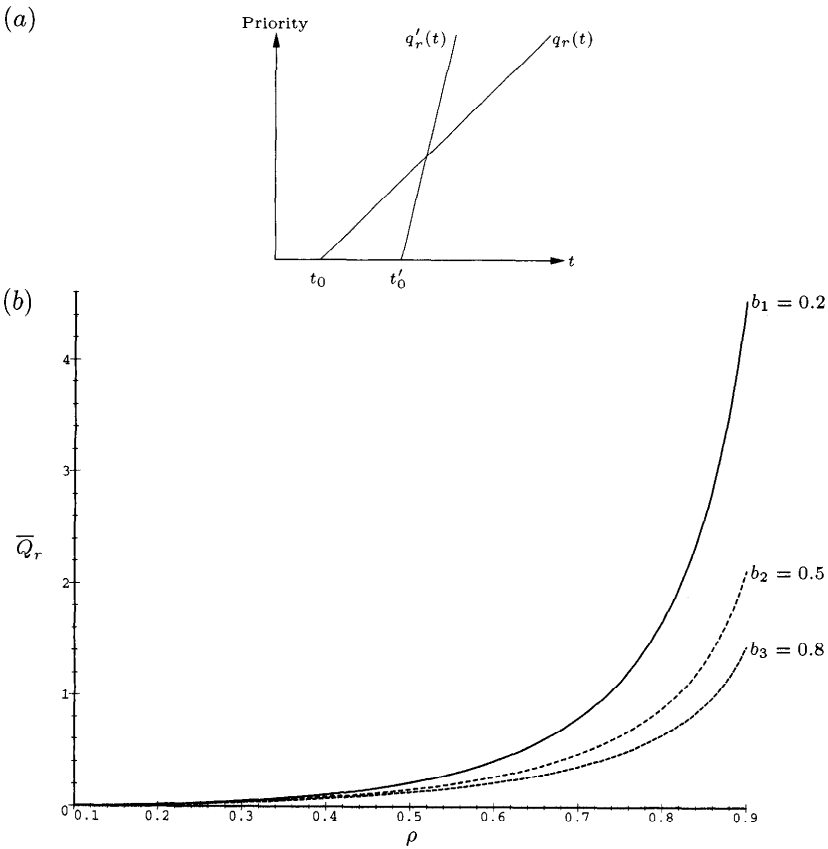 (a)
Priority
q′r(t)
qr(t)
t
t0
t′0
(b)
b1 = 0.2
4
3
Q̅r
2
b2 = 0.5
b3 = 0.8
1
0
0.1 0.2 0.3 0.4 0.5 0.6 0.7 0.8 0.9
ρ